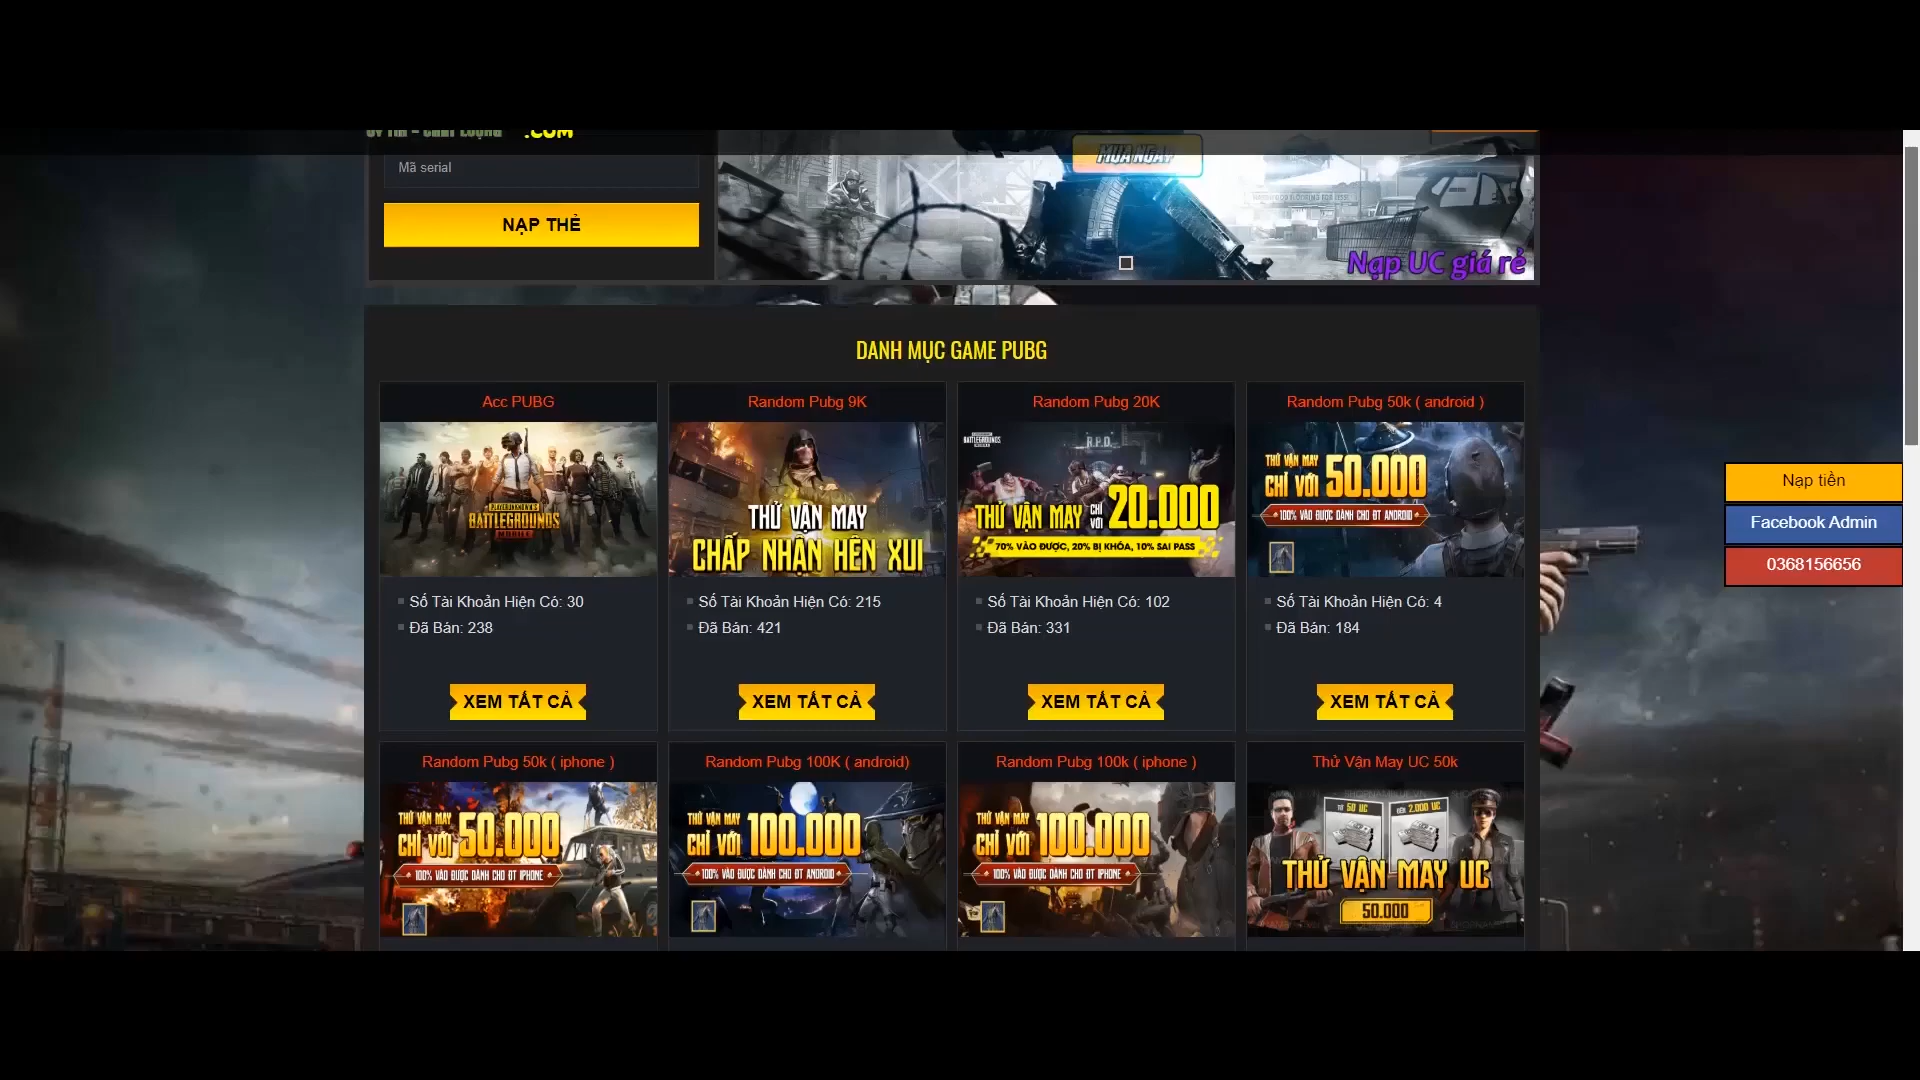 UY TÍN - CHẤT LƯỢNG .COM
MUA NGAY
Mã serial
NẠP THẺ
Nạp UC giá rẻ
DANH MỤC GAME PUBG
Acc PUBG
Random Pubg 9K
Random Pubg 20K
Random Pubg 50k ( android )
BATTLEGROUNDS
MOBILE
THỬ VẬN MAY
CHẤP NHẬN HÊN XUI
BATTLEGROUNDS
R.P.D.
THỬ VẬN MAY CHỈ VỚI 20.000
70% VÀO ĐƯỢC, 20% BỊ KHÓA, 10% SAI PASS
THỬ VẬN MAY
CHỈ VỚI 50.000
100% VÀO ĐƯỢC DÀNH CHO ĐT ANDROID
Số Tài Khoản Hiện Có: 30
Đã Bán: 238
Số Tài Khoản Hiện Có: 215
Đã Bán: 421
Số Tài Khoản Hiện Có: 102
Đã Bán: 331
Số Tài Khoản Hiện Có: 4
Đã Bán: 184
XEM TẤT CẢ
XEM TẤT CẢ
XEM TẤT CẢ
XEM TẤT CẢ
Nạp tiền
Facebook Admin
0368156656
Random Pubg 50k ( iphone )
Random Pubg 100K ( android)
Random Pubg 100k ( iphone )
Thử Vận May UC 50k
THỬ VẬN MAY
CHỈ VỚI 50.000
100% VÀO ĐƯỢC DÀNH CHO ĐT IPHONE
THỬ VẬN MAY
CHỈ VỚI 100.000
100% VÀO ĐƯỢC DÀNH CHO ĐT ANDROID
THỬ VẬN MAY
CHỈ VỚI 100.000
100% VÀO ĐƯỢC DÀNH CHO ĐT IPHONE
TỪ 50 UC
ĐẾN 2.000 UC
THỬ VẬN MAY UC
50.000